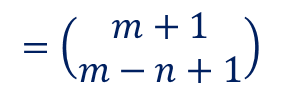 = \binom{m + 1}{m - n + 1}